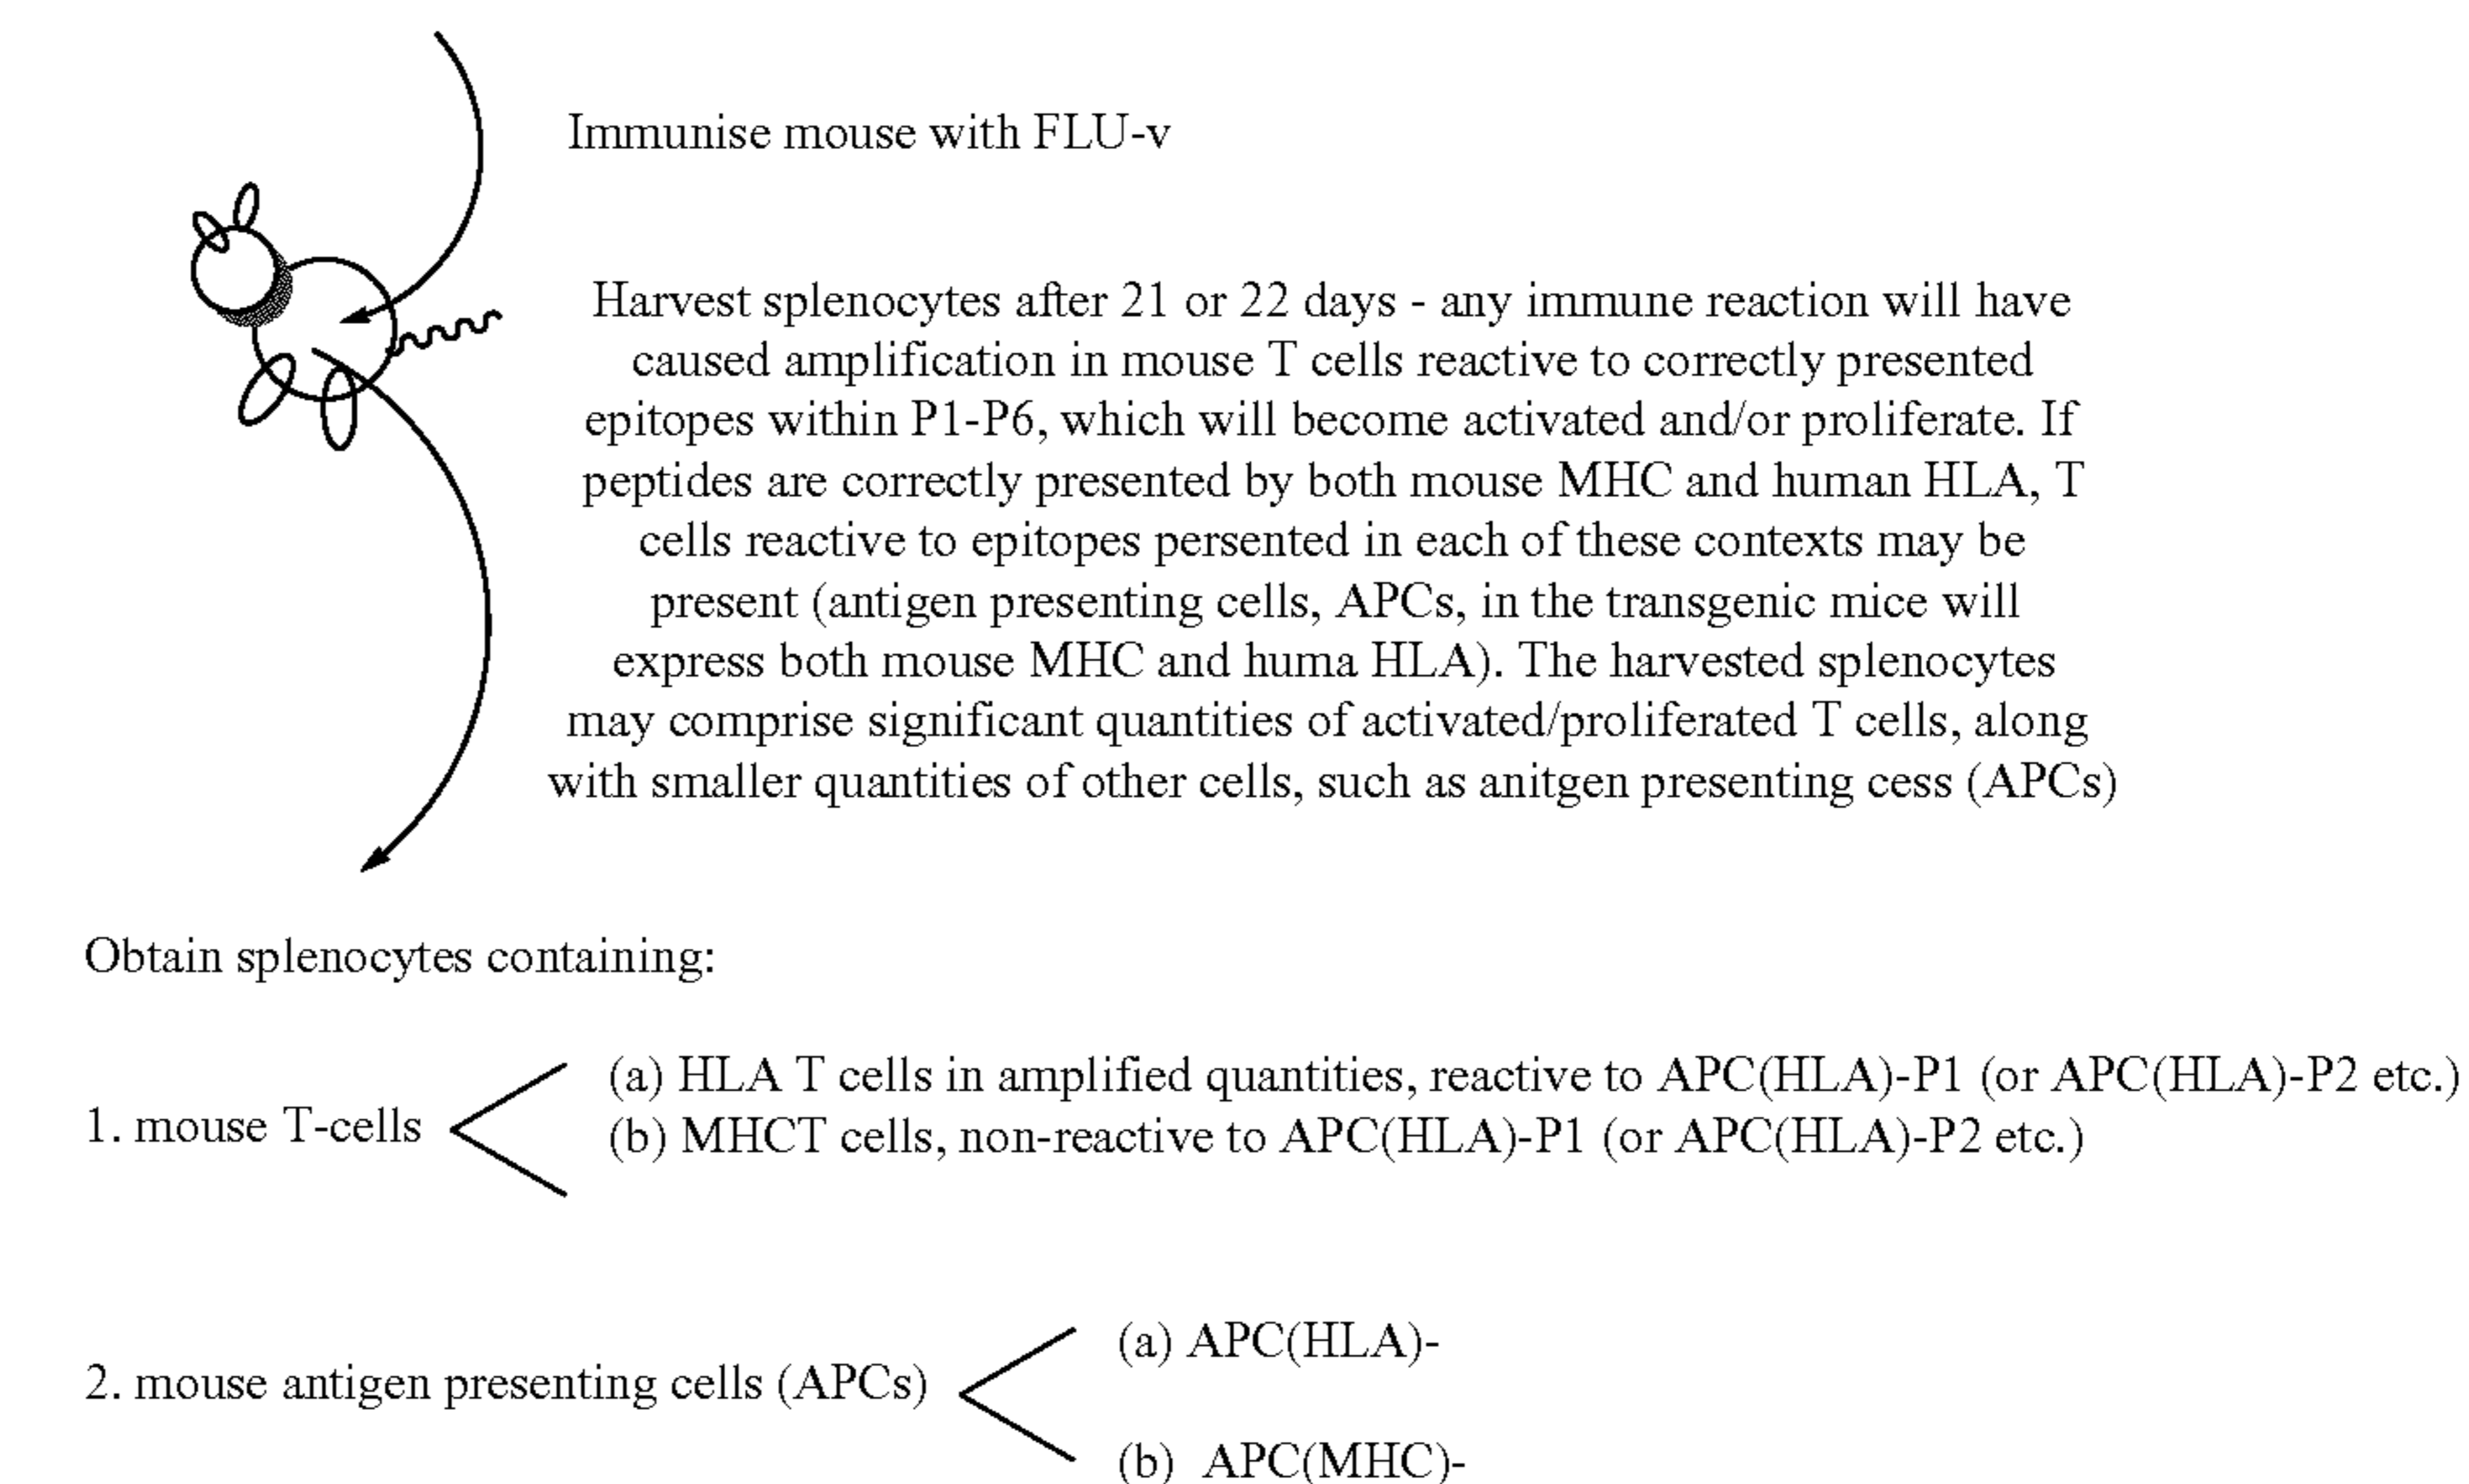 Immunise mouse with FLU-v
Harvest splenocytes after 21 or 22 days - any immune reaction will have
caused amplification in mouse T cells reactive to correctly presented
epitopes within P1-P6, which will become activated and/or proliferate. If
peptides are correctly presented by both mouse MHC and human HLA, T
cells reactive to epitopes persented in each of these contexts may be
present (antigen presenting cells, APCs, in the transgenic mice will
express both mouse MHC and huma HLA). The harvested splenocytes
may comprise significant quantities of activated/proliferated T cells, along
with smaller quantities of other cells, such as anitgen presenting cess (APCs)
Obtain splenocytes containing:
(a) HLA T cells in amplified quantities, reactive to APC(HLA)-P1 (or APC(HLA)-P2 etc.)
1. mouse T-cells
(b) MHCT cells, non-reactive to APC(HLA)-P1 (or APC(HLA)-P2 etc.)
(a) APC(HLA)-
2. mouse antigen presenting cells (APCs)
(b) APC(MHC)-